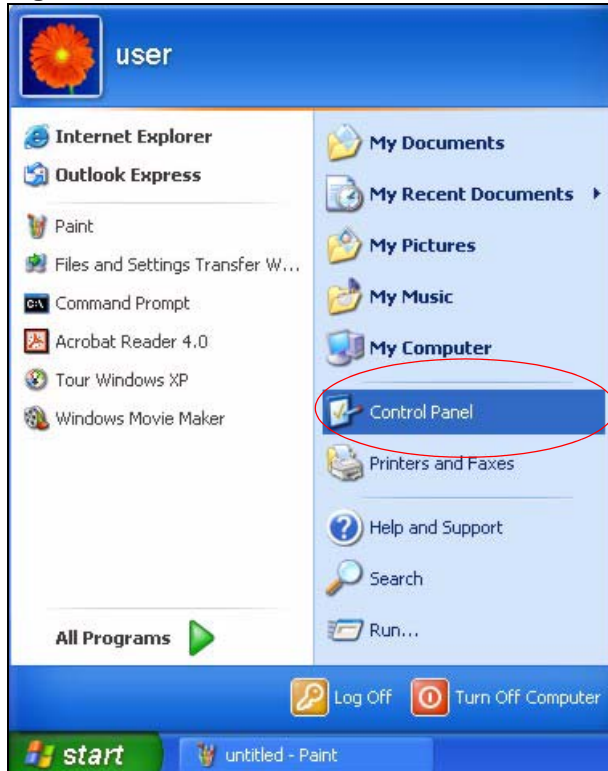 user
Internet Explorer
Outlook Express
Paint
Files and Settings Transfer W...
Command Prompt
Acrobat Reader 4.0
Tour Windows XP
Windows Movie Maker
All Programs
My Documents
My Recent Documents
My Pictures
My Music
My Computer
Control Panel
Printers and Faxes
Help and Support
Search
Run...
Log Off
Turn Off Computer
start
untitled - Paint